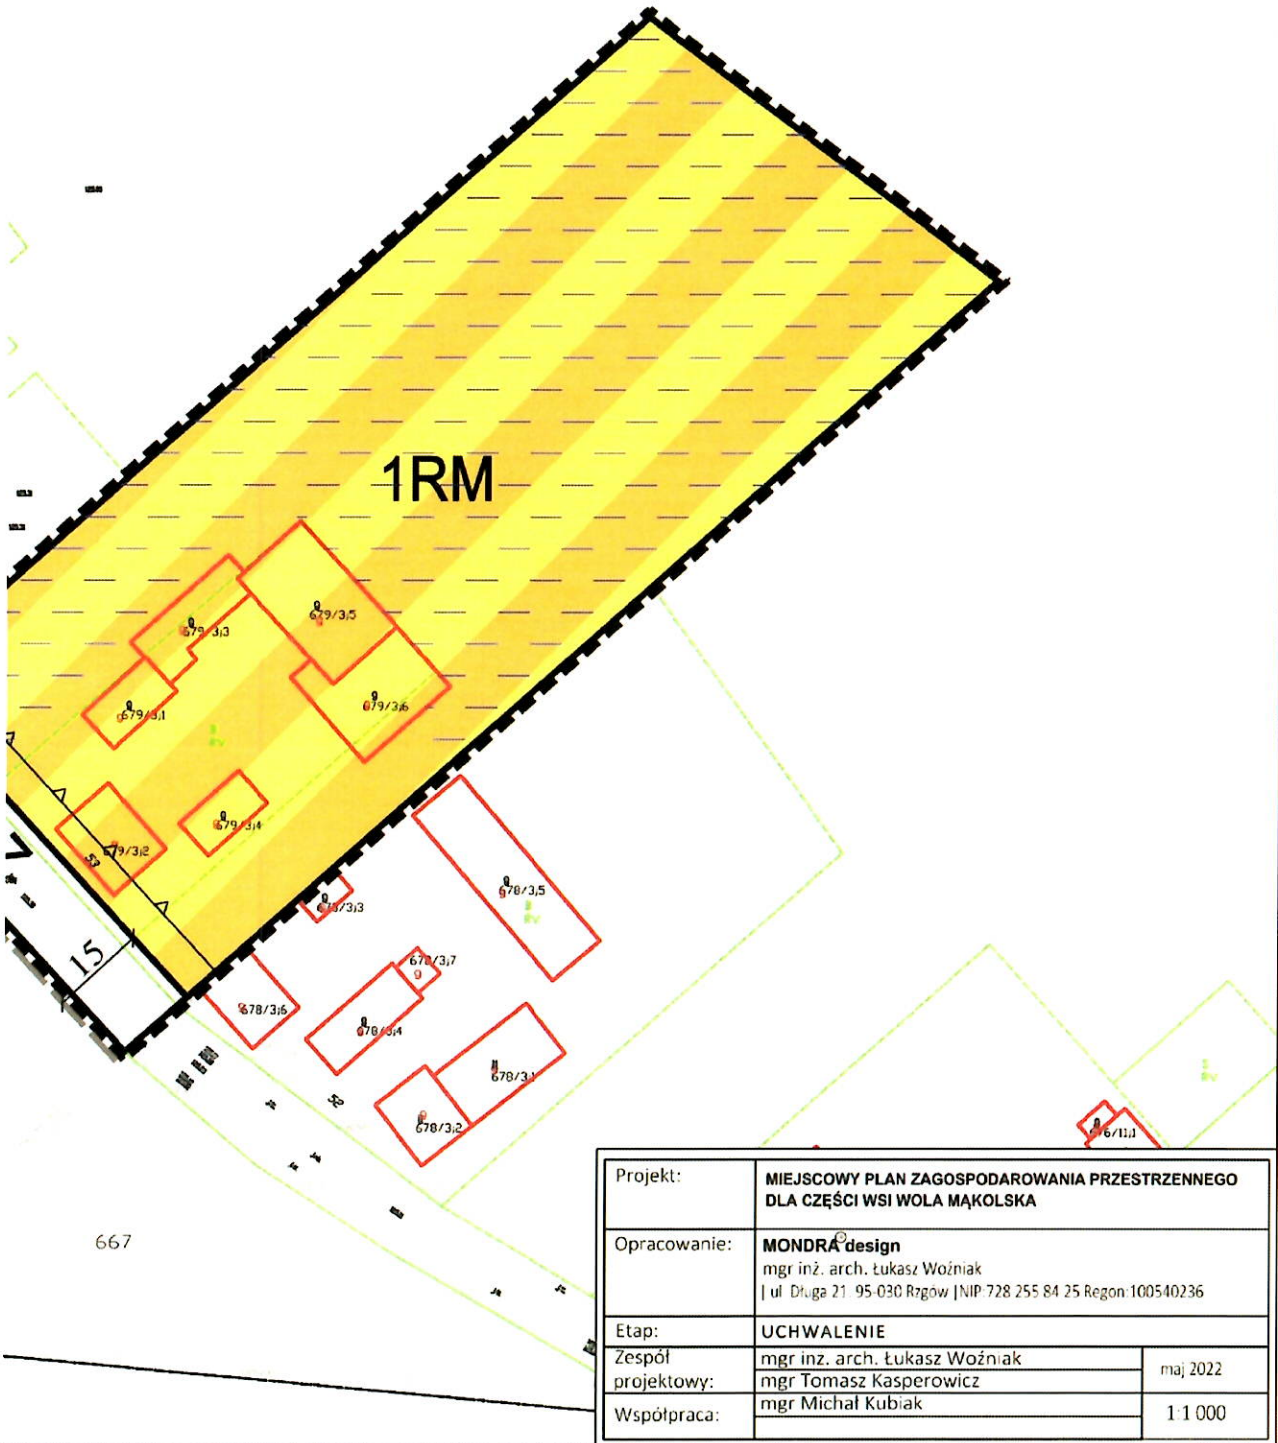 1RM
679/3;5
679/3;3
679/3;6
679/3;1
679/3;4
679/3;2
53
678/3;5
678/3;3
15
678/3;7
678/3;6
678/3;4
678/3;1
52
678/3;2
676/11;1
667
Projekt:
MIEJSCOWY PLAN ZAGOSPODAROWANIA PRZESTRZENNEGO
DLA CZĘŚCI WSI WOLA MĄKOLSKA
Opracowanie:
MONDRA design
mgr inż. arch. Łukasz Woźniak
| ul Długa 21. 95-030 Rzgów |NIP:728 255 84 25 Regon:100540236
Etap:
UCHWALENIE
Zespół
projektowy:
mgr inz. arch. Łukasz Woźniak
mgr Tomasz Kasperowicz
maj 2022
Współpraca:
mgr Michał Kubiak
1:1 000